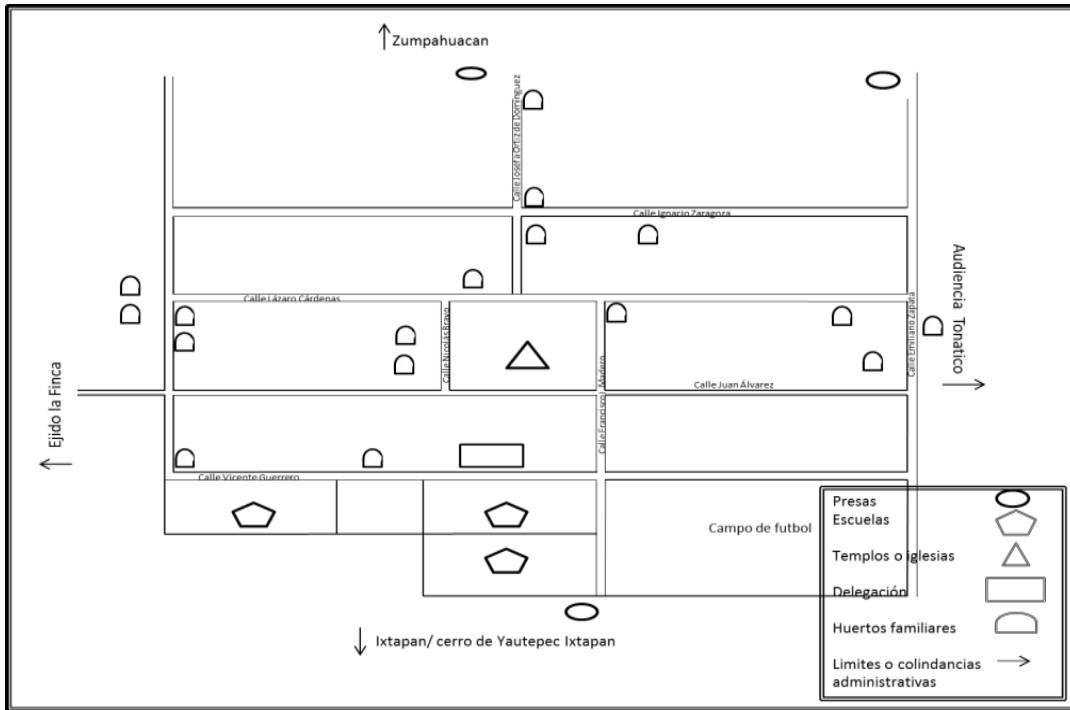 Zumpahuacan
Calle Josefa Ortiz de Dominguez
Calle Ignacio Zaragoza
Calle Lázaro Cárdenas
Calle Nicolás Bravo
Calle Francisco I. Madero
Calle Juan Álvarez
Calle Emiliano Zapata
Audiencia Tonatico
Ejido la Finca
Calle Vicente Guerrero
Campo de futbol
Ixtapan/ cerro de Yautepec Ixtapan
Presas
Escuelas
Templos o iglesias
Delegación
Huertos familiares
Limites o colindancias
administrativas